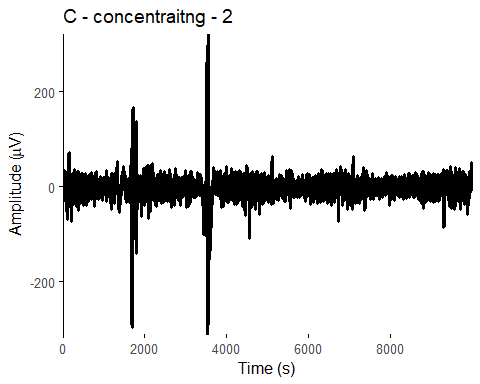 C - concentraitng - 2
200
0
-200
Amplitude (µV)
0 2000 4000 6000 8000
Time (s)